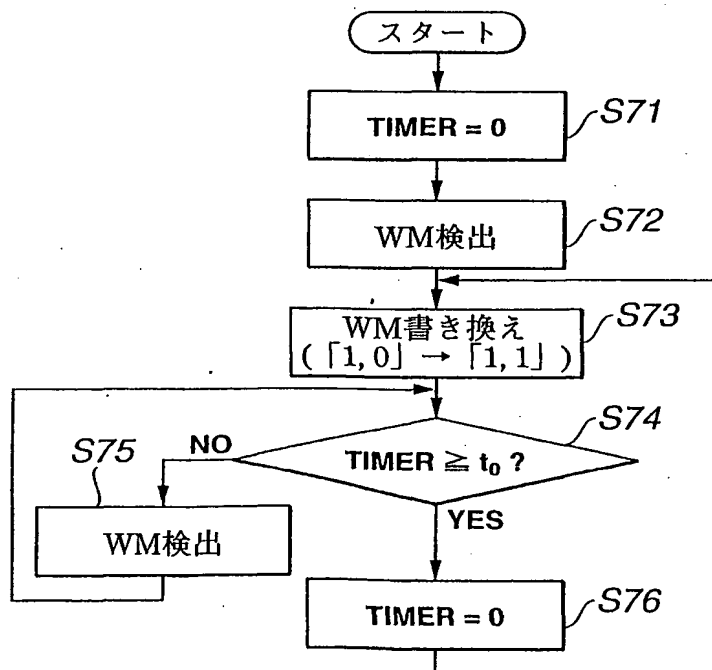 スタート
TIMER = 0
S71
WM検出
S72
WM書き換え
(「1,0」→「1,1」)
S73
TIMER ≧ t₀ ?
S74
NO
S75
WM検出
YES
TIMER = 0
S76